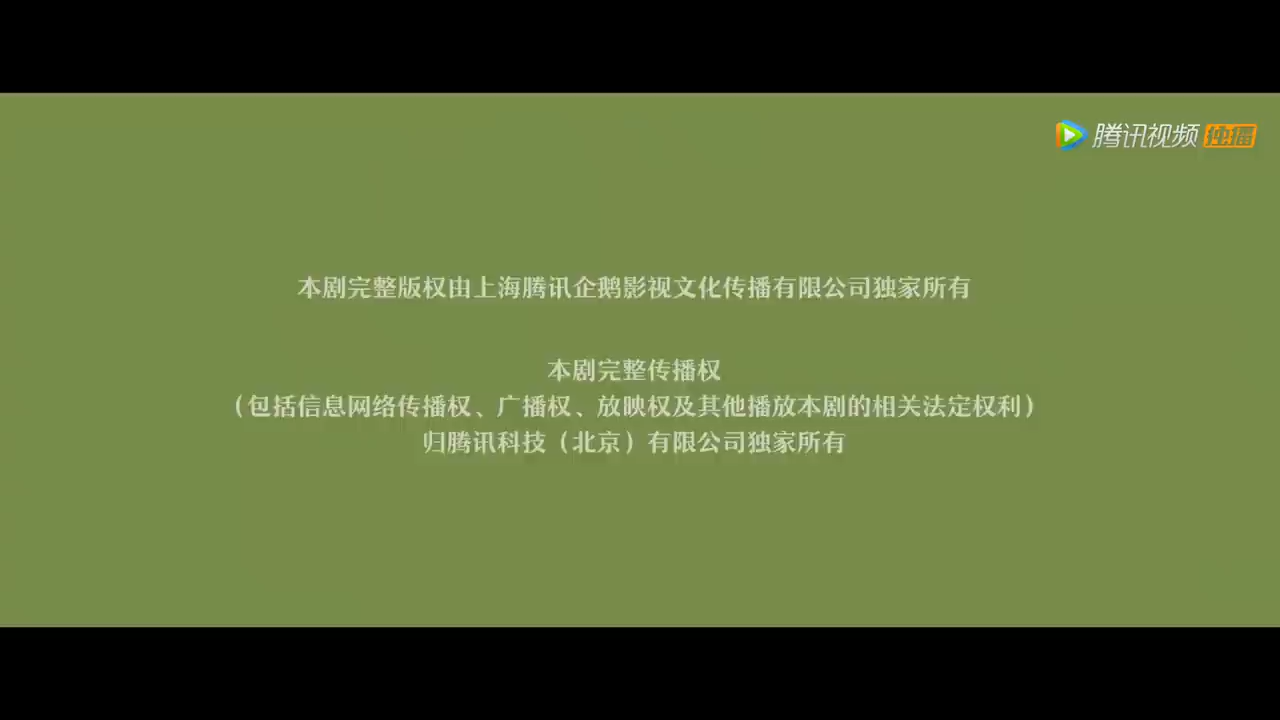 腾讯视频 独播
本剧完整版权由上海腾讯企鹅影视文化传播有限公司独家所有
本剧完整传播权
（包括信息网络传播权、广播权、放映权及其他播放本剧的相关法定权利）
归腾讯科技（北京）有限公司独家所有